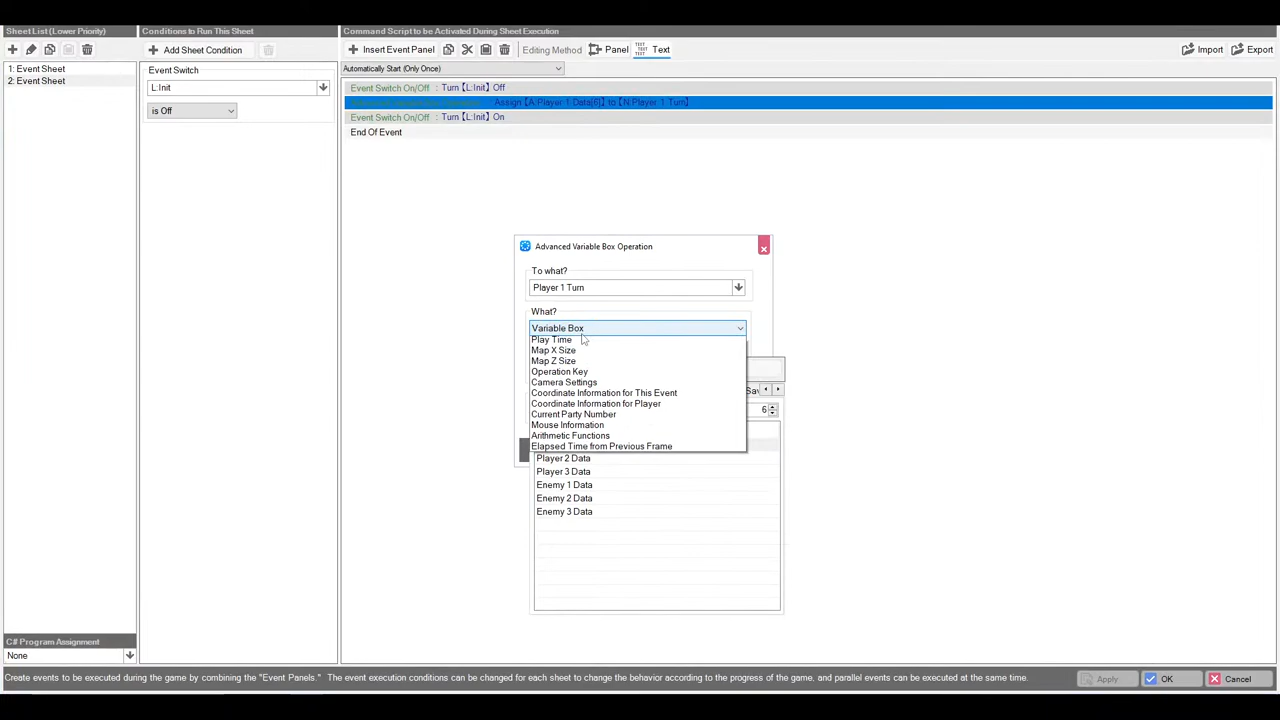 Sheet List (Lower Priority)
Conditions to Run This Sheet
Command Script to be Activated During Sheet Execution
Add Sheet Condition
Insert Event Panel
Editing Method
Panel
TEXT
Text
Import
Export
1: Event Sheet
2: Event Sheet
Event Switch
L:Init
is Off
Automatically Start (Only Once)
Event Switch On/Off : Turn【L:Init】Off
: Assign【A:Player 1 Data[6]】to【N:Player 1 Turn】
Event Switch On/Off : Turn【L:Init】On
End Of Event
Advanced Variable Box Operation
To what?
Player 1 Turn
What?
Variable Box
Play Time
Map X Size
Map Z Size
Operation Key
Camera Settings
Coordinate Information for This Event
Coordinate Information for Player
Current Party Number
Mouse Information
Arithmetic Functions
Elapsed Time from Previous Frame
6
Player 2 Data
Player 3 Data
Enemy 1 Data
Enemy 2 Data
Enemy 3 Data
C# Program Assignment
None
Create events to be executed during the game by combining the "Event Panels." The event execution conditions can be changed for each sheet to change the behavior according to the progress of the game, and parallel events can be executed at the same time.
Apply
OK
Cancel